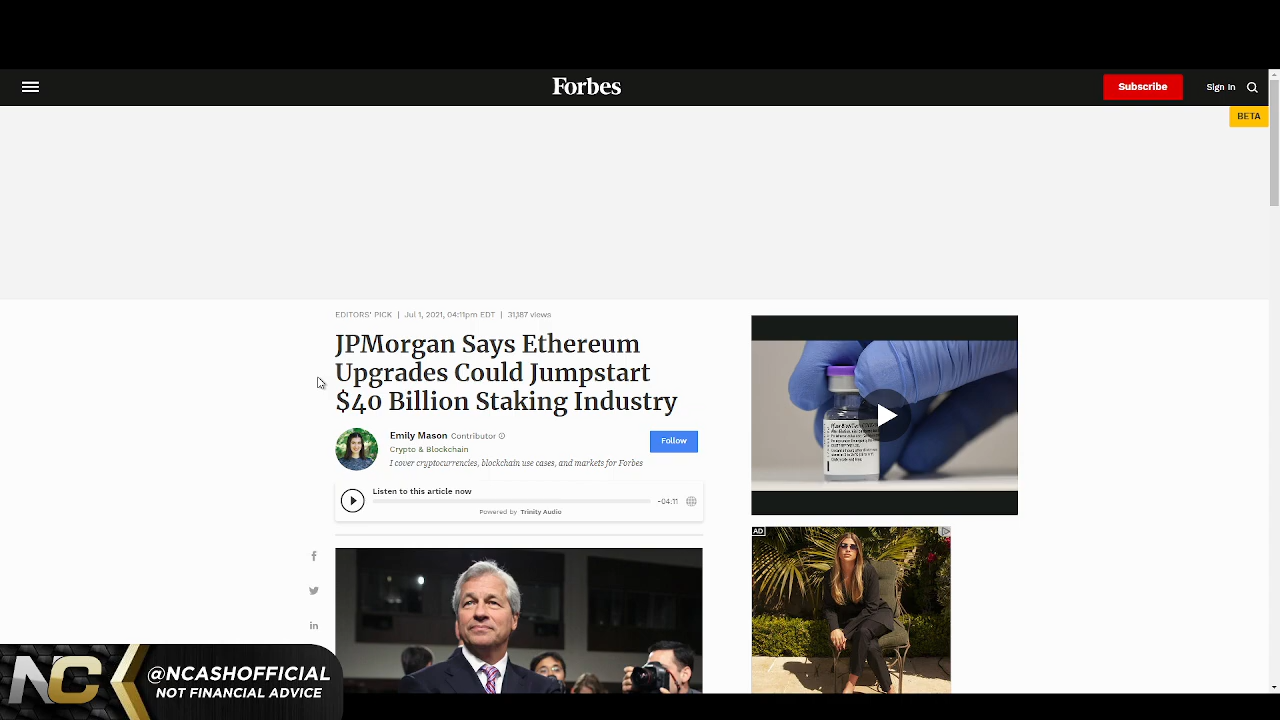 Forbes
Subscribe
Sign In
BETA
EDITORS' PICK | Jul 1, 2021, 04:11pm EDT | 31,187 views
JPMorgan Says Ethereum
Upgrades Could Jumpstart
$40 Billion Staking Industry
Emily Mason Contributor
Crypto & Blockchain
I cover cryptocurrencies, blockchain use cases, and markets for Forbes
Follow
Listen to this article now
-04:11
Powered by Trinity Audio
AD
NC
@NCASHOFFICIAL
NOT FINANCIAL ADVICE